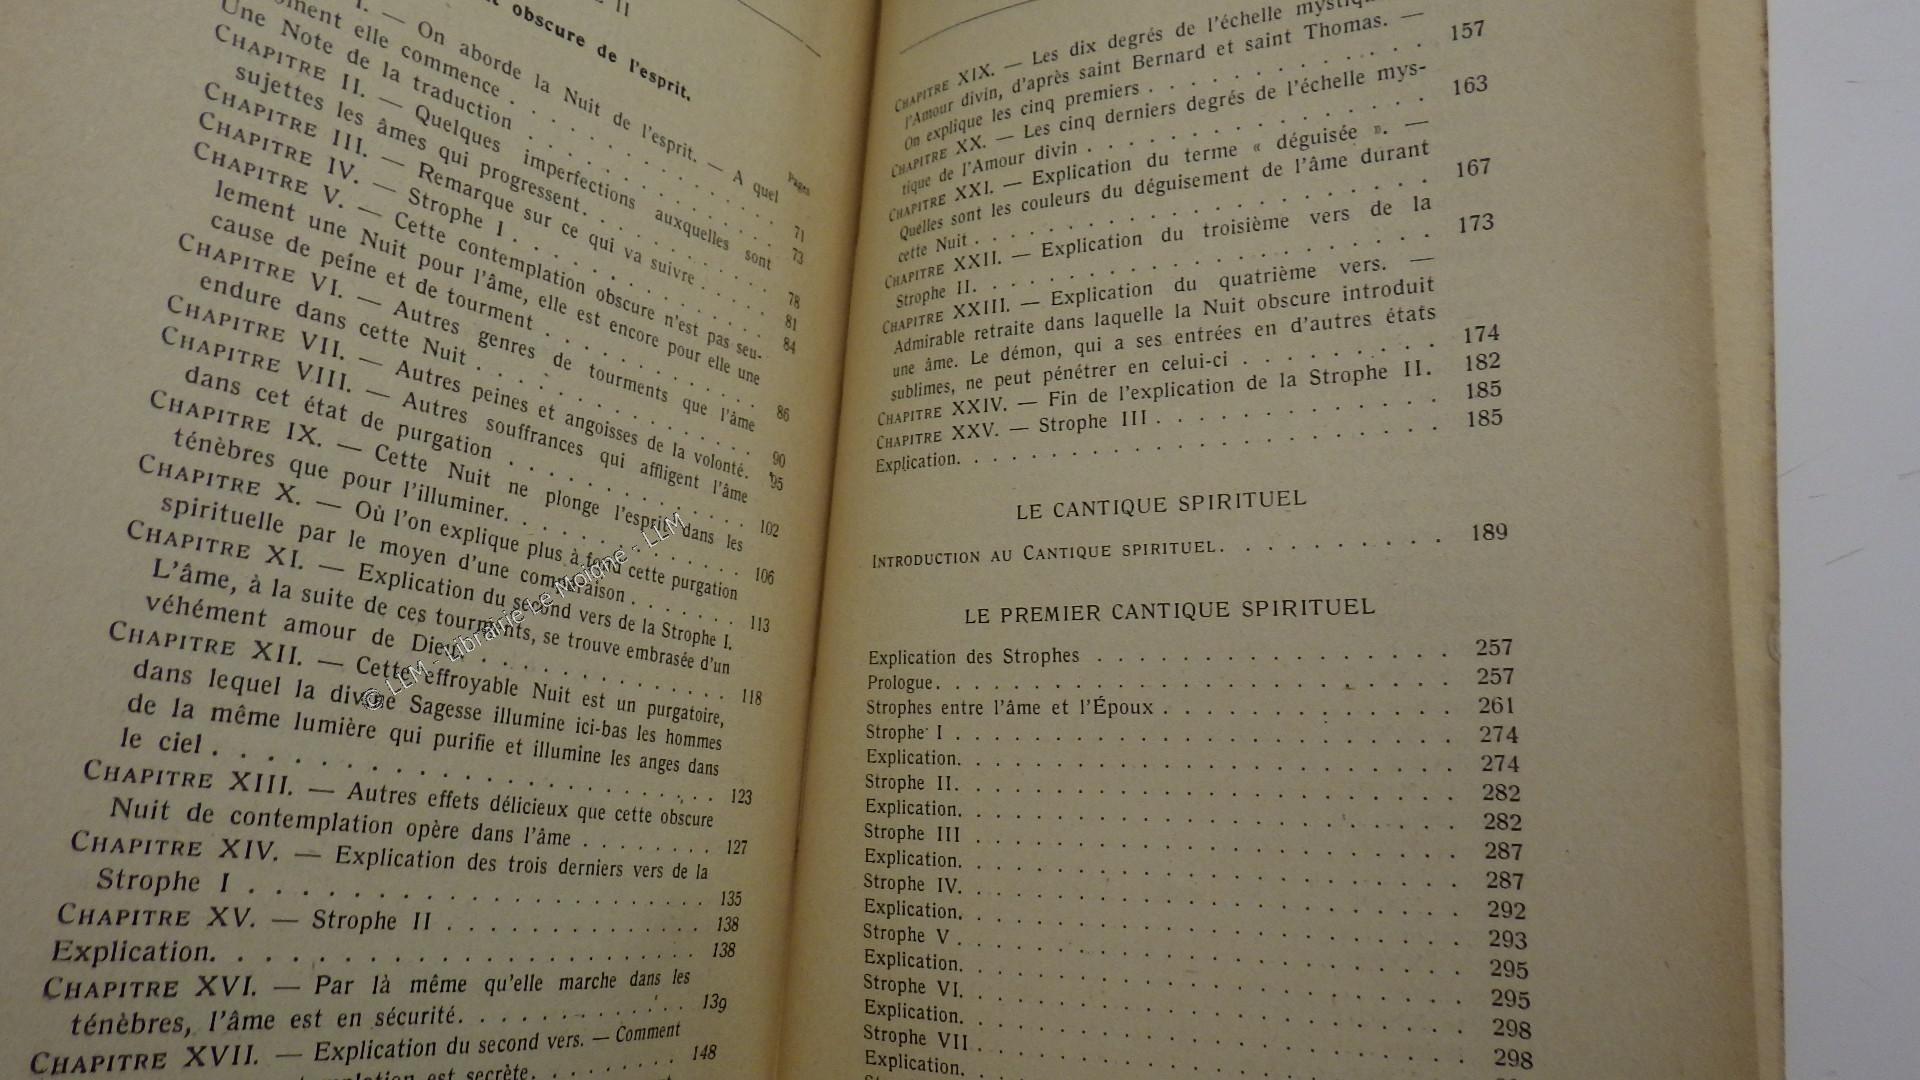 II
obscure de l'esprit.
I. — On aborde la Nuit de l'esprit. — A quel
moment elle commence
Pages
71
Une Note de la traduction 73
CHAPITRE II. — Quelques imperfections auxquelles sont
sujettes les âmes qui progressent. 78
CHAPITRE III. — Remarque sur ce qui va suivre 81
CHAPITRE IV. — Strophe I 84
CHAPITRE V. — Cette contemplation obscure n'est pas seu-
lement une Nuit pour l'âme, elle est encore pour elle une
cause de peine et de tourment 86
CHAPITRE VI. — Autres genres de tourments que l'âme
endure dans cette Nuit 90
CHAPITRE VII. — Autres peines et angoisses de la volonté. 95
CHAPITRE VIII. — Autres souffrances qui affligent l'âme
dans cet état de purgation 102
CHAPITRE IX. — Cette Nuit ne plonge l'esprit dans les
ténèbres que pour l'illuminer. 106
CHAPITRE X. — Où l'on explique plus à fond cette purgation
spirituelle par le moyen d'une comparaison 113
CHAPITRE XI. — Explication du second vers de la Strophe I.
L'âme, à la suite de ces tourments, se trouve embrasée d'un
véhément amour de Dieu. 118
CHAPITRE XII. — Cette effroyable Nuit est un purgatoire,
dans lequel la divine Sagesse illumine ici-bas les hommes
de la même lumière qui purifie et illumine les anges dans
le ciel 123
CHAPITRE XIII. — Autres effets délicieux que cette obscure
Nuit de contemplation opère dans l'âme 127
CHAPITRE XIV. — Explication des trois derniers vers de la
Strophe I 135
CHAPITRE XV. — Strophe II 138
Explication. 138
CHAPITRE XVI. — Par là même qu'elle marche dans les
ténèbres, l'âme est en sécurité. 139
CHAPITRE XVII. — Explication du second vers. — Comment
est secrète. 148
© LLM - Librairie Le Moigne - LLM
CHAPITRE XIX. — Les dix degrés de l'échelle
l'Amour divin, d'après saint Bernard et saint Thomas. —
On explique les cinq premiers 157
CHAPITRE XX. — Les cinq derniers degrés de l'échelle mys-
tique de l'Amour divin 163
CHAPITRE XXI. — Explication du terme « déguisée ». —
Quelles sont les couleurs du déguisement de l'âme durant
cette Nuit 167
CHAPITRE XXII. — Explication du troisième vers de la
Strophe II. 173
CHAPITRE XXIII. — Explication du quatrième vers. —
Admirable retraite dans laquelle la Nuit obscure introduit
une âme. Le démon, qui a ses entrées en d'autres états
sublimes, ne peut pénétrer en celui-ci 174
CHAPITRE XXIV. — Fin de l'explication de la Strophe II. 182
CHAPITRE XXV. — Strophe III 185
Explication. 185
LE CANTIQUE SPIRITUEL
INTRODUCTION AU CANTIQUE SPIRITUEL. 189
LE PREMIER CANTIQUE SPIRITUEL
Explication des Strophes 257
Prologue. 257
Strophes entre l'âme et l'Époux 261
Strophe I 274
Explication. 274
Strophe II. 282
Explication. 282
Strophe III 287
Explication. 287
Strophe IV. 292
Explication. 293
Strophe V 295
Explication. 295
Strophe VI. 298
Explication. 298
Strophe VII
Explication.